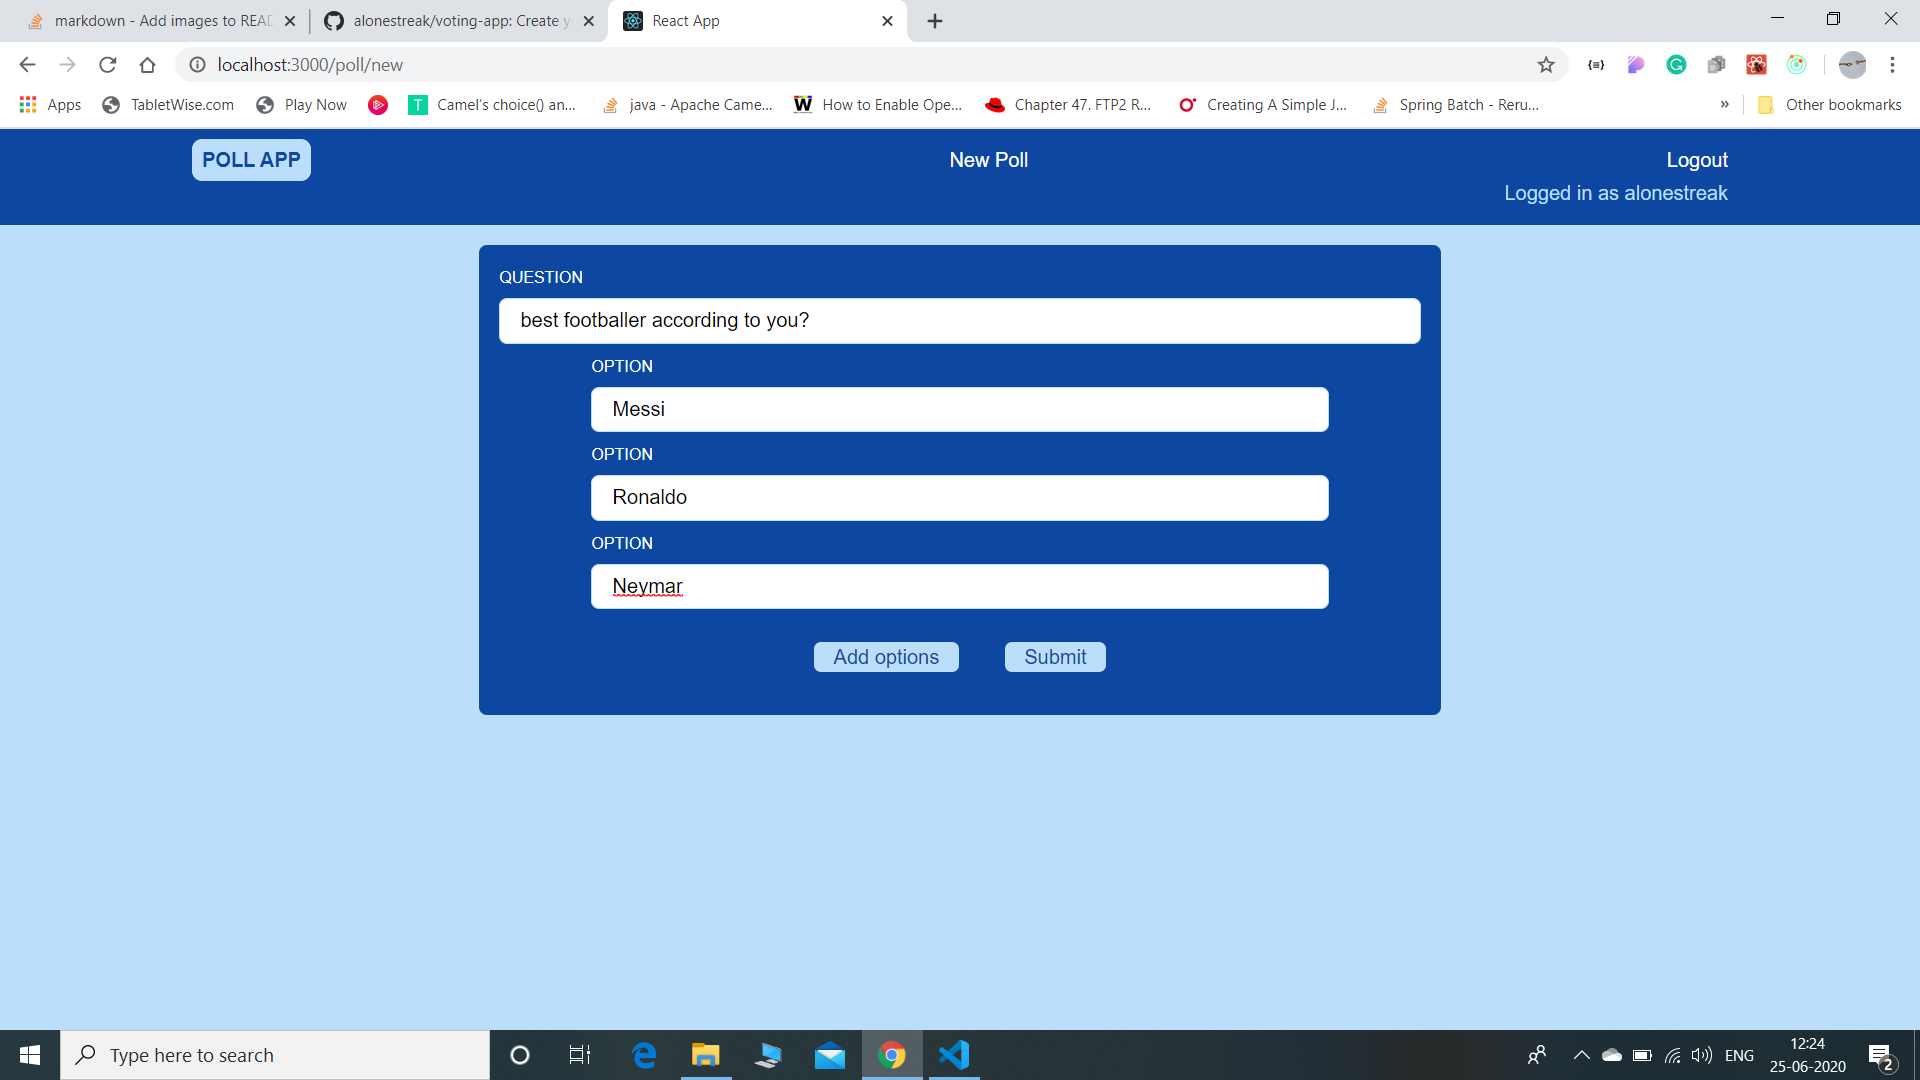 markdown - Add images to READ
alonestreak/voting-app: Create y
React App
localhost:3000/poll/new
Apps
TabletWise.com
Play Now
T
Camel's choice() an...
java - Apache Came...
W
How to Enable Ope...
Chapter 47. FTP2 R...
Creating A Simple J...
Spring Batch - Reru...
»
Other bookmarks
POLL APP
New Poll
Logout
Logged in as alonestreak
QUESTION
best footballer according to you?
OPTION
Messi
OPTION
Ronaldo
OPTION
Neymar
Add options
Submit
Type here to search
ENG
12:24
25-06-2020
2